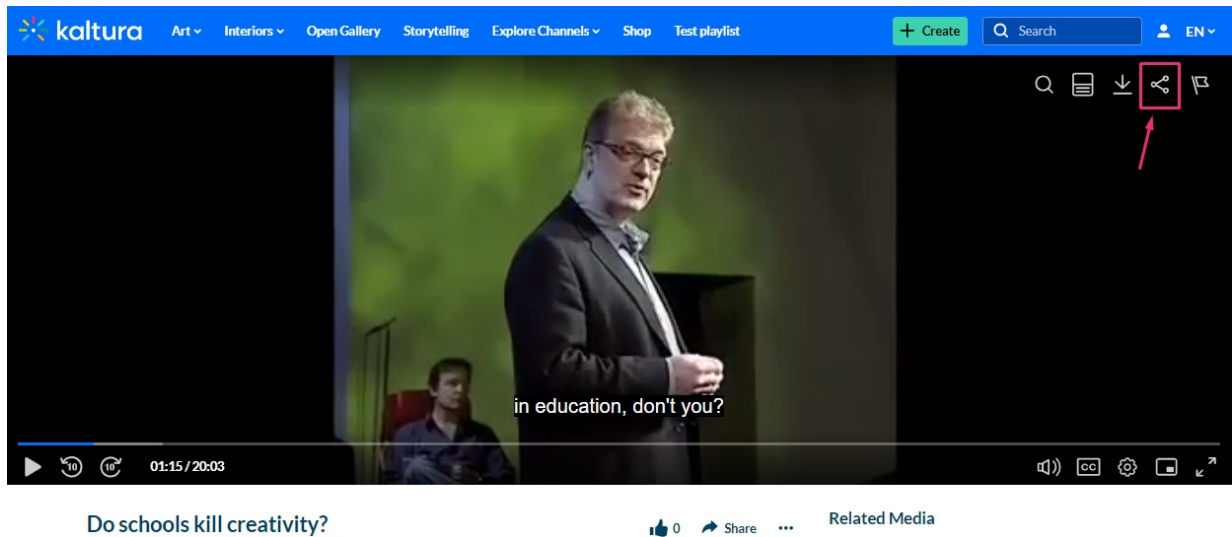 kaltura Art Interiors Open Gallery Storytelling Explore Channels Shop Test playlist + Create Search EN
in education, don't you?
10 10 01:15 / 20:03 CC
Do schools kill creativity? 0 Share ... Related Media